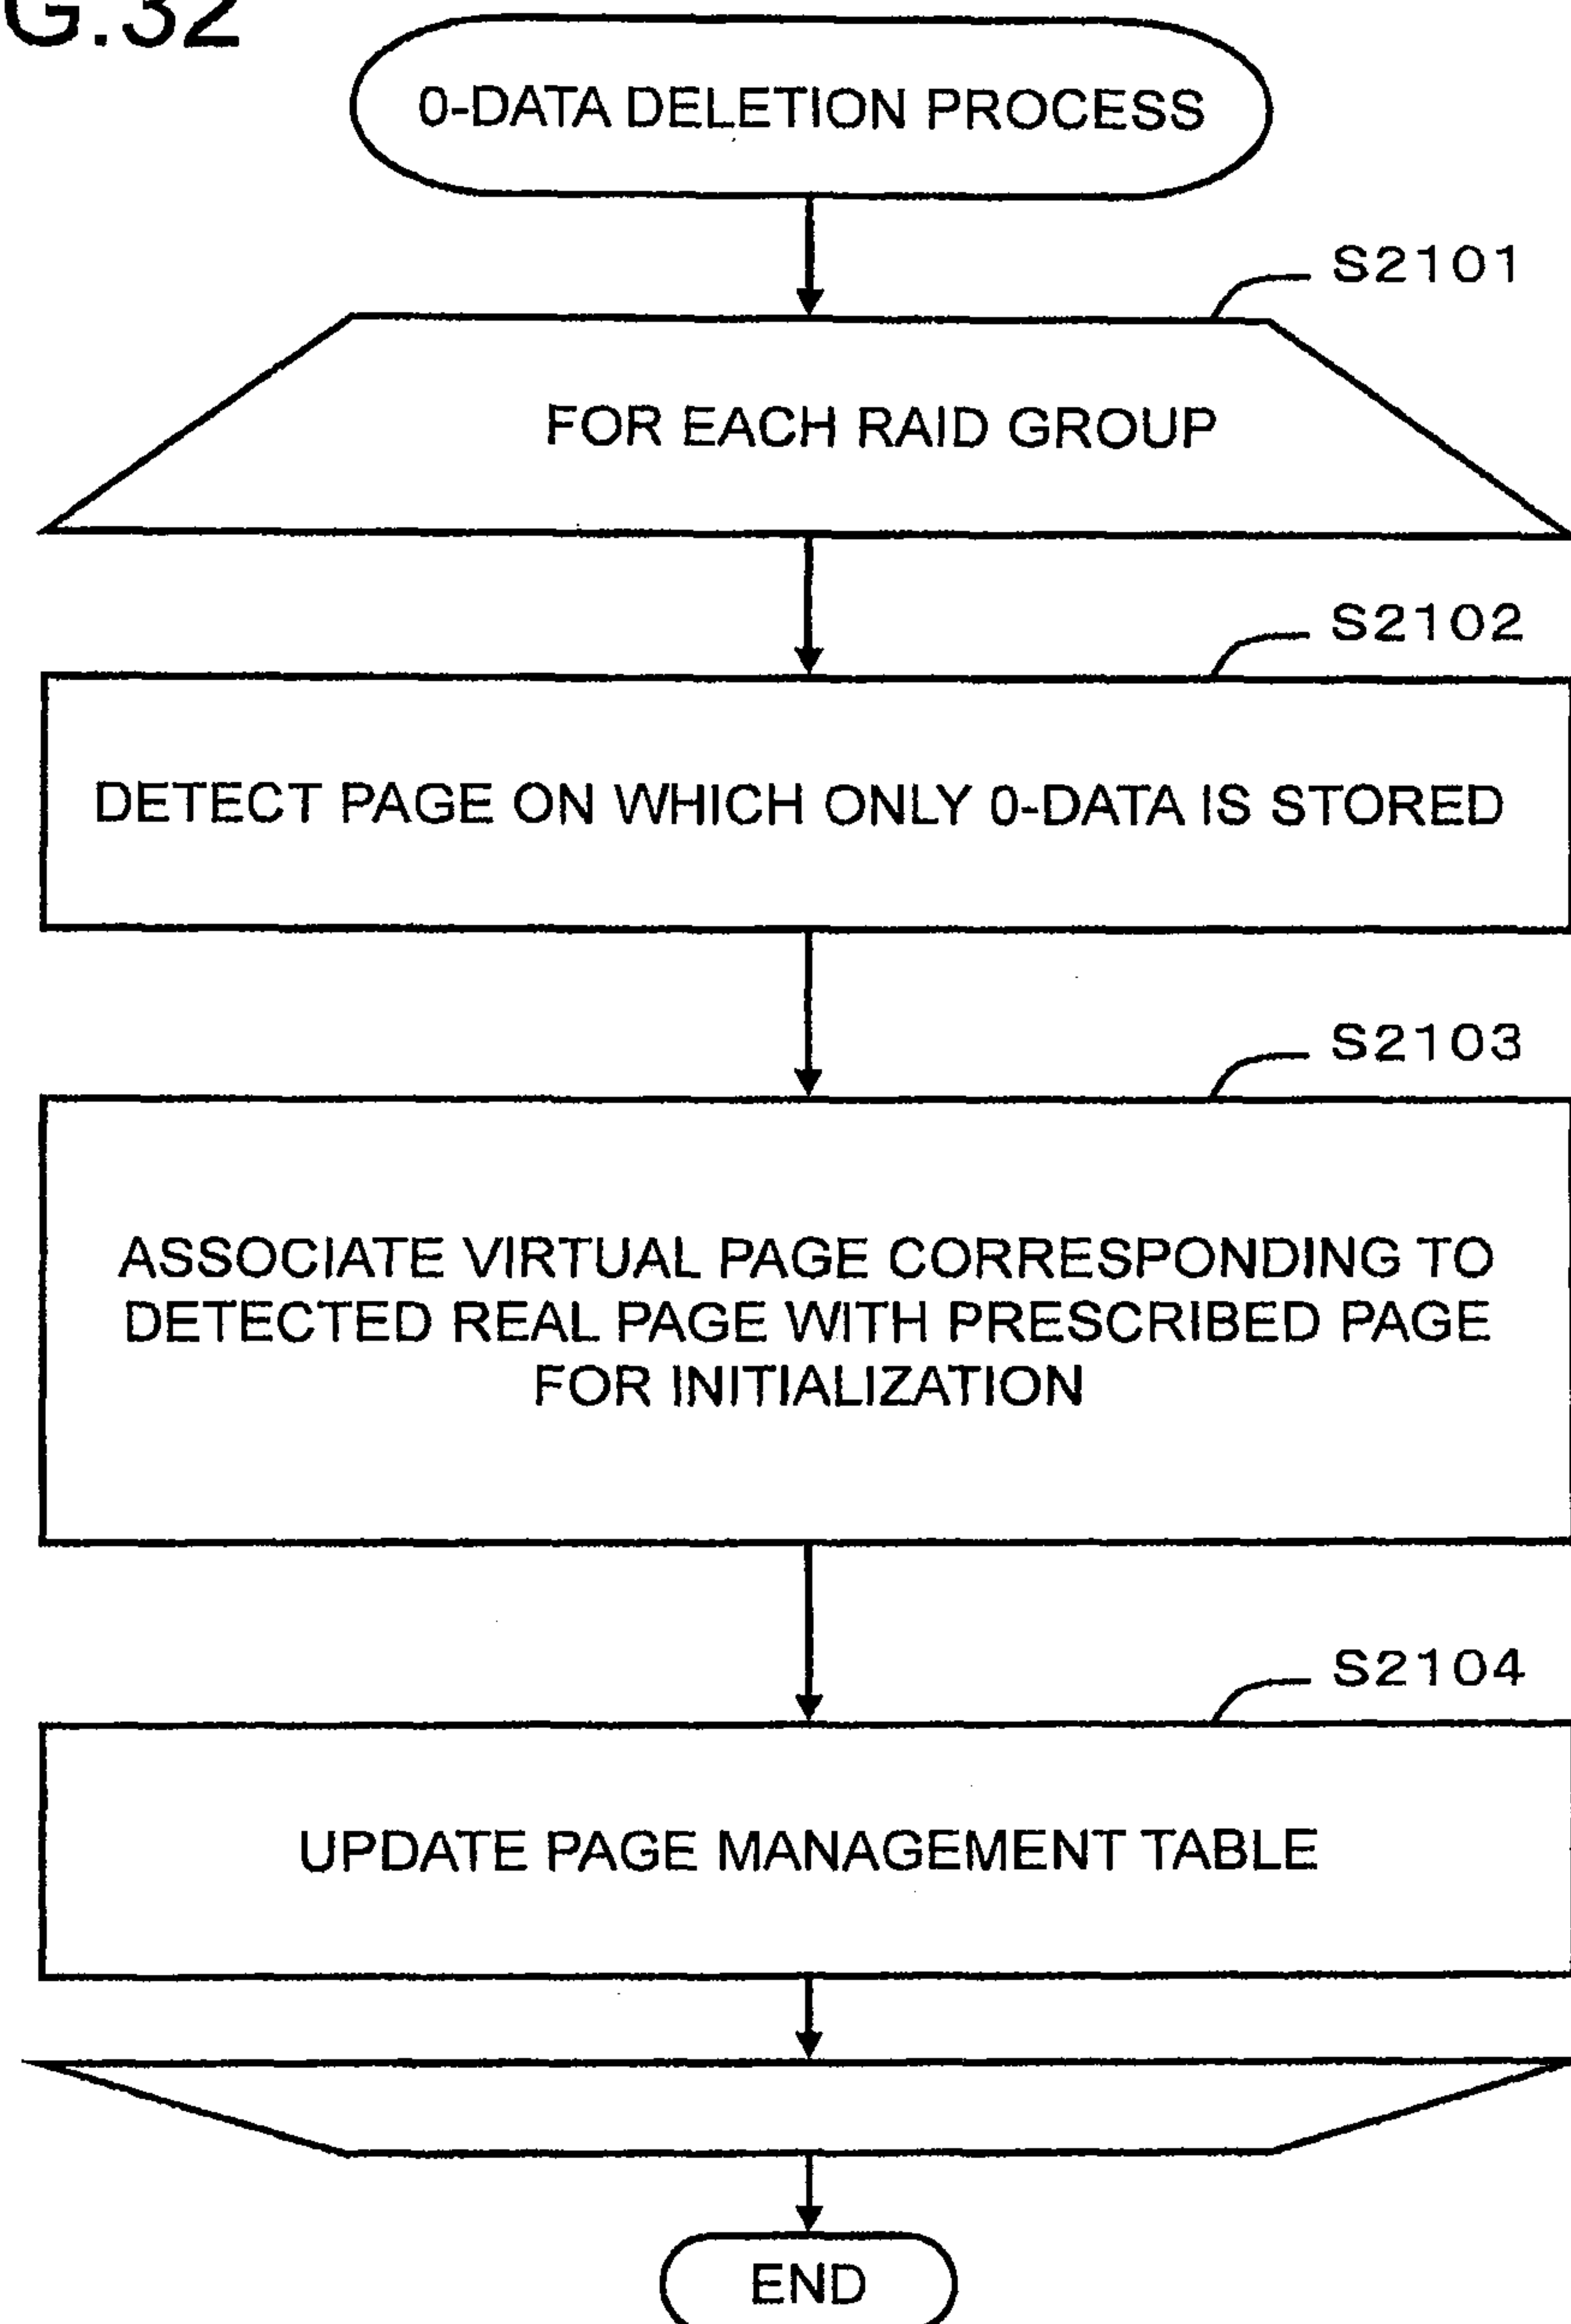 G.32
0-DATA DELETION PROCESS
S2101
FOR EACH RAID GROUP
S2102
DETECT PAGE ON WHICH ONLY 0-DATA IS STORED
S2103
ASSOCIATE VIRTUAL PAGE CORRESPONDING TO
DETECTED REAL PAGE WITH PRESCRIBED PAGE
FOR INITIALIZATION
S2104
UPDATE PAGE MANAGEMENT TABLE
END